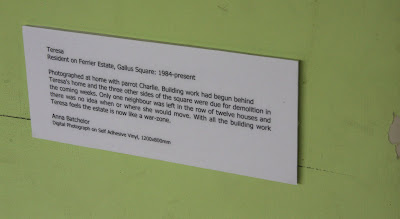 Teresa
Resident on Ferrier Estate, Gallus Square: 1984-present
Photographed at home with parrot Charlie. Building work had begun behind
Teresa's home and the three other sides of the square were due for demolition in
the coming weeks. Only one neighbour was left in the row of twelve houses and
there was no idea when or where she would move. With all the building work
Teresa feels the estate is now like a war-zone.
Anna Batchelor
Digital Photograph on Self Adhesive Vinyl, 1200x800mm